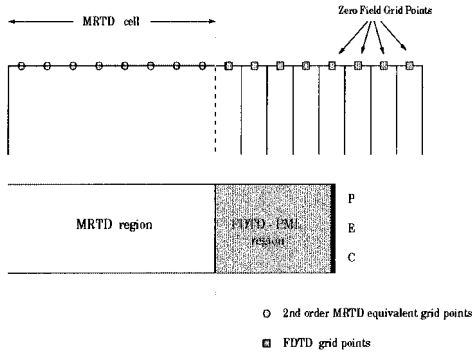 Zero Field Grid Points
MRTD cell
MRTD region
FDTD - PML
region
P
E
C
2nd order MRTD equivalent grid points
FDTD grid points